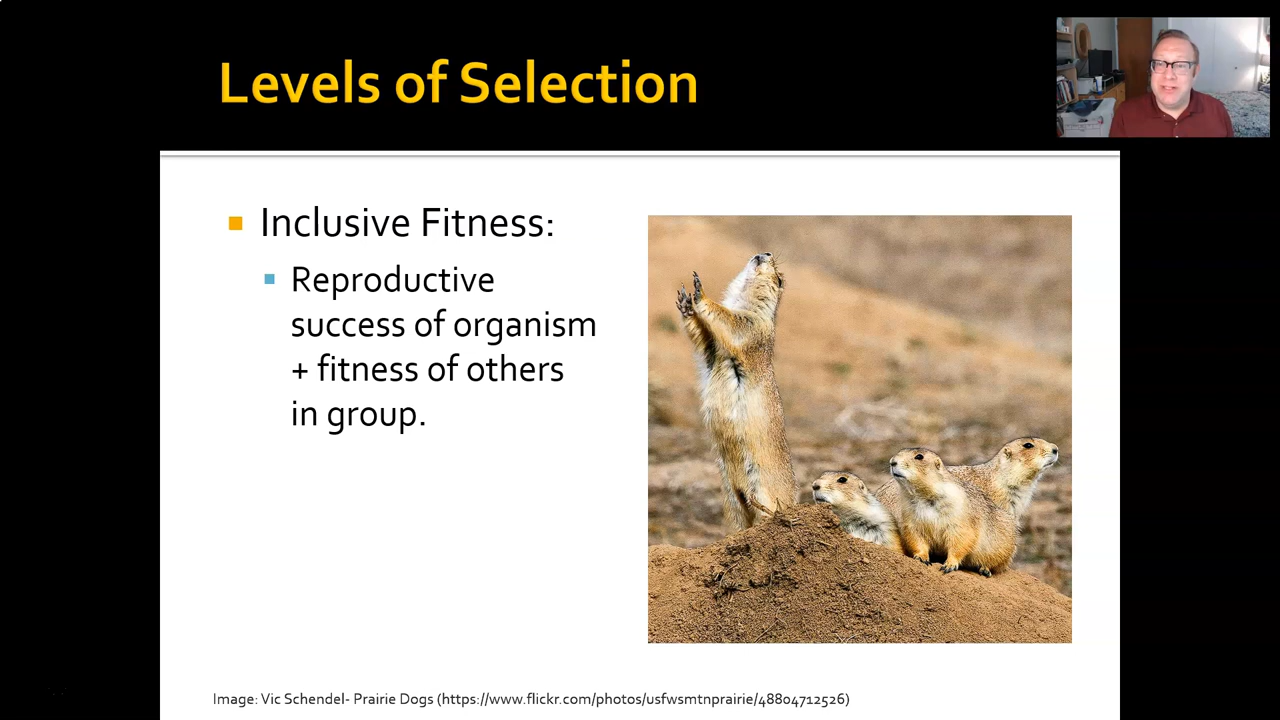 Levels of Selection
Inclusive Fitness:
Reproductive
success of organism
+ fitness of others
in group.
Image: Vic Schendel- Prairie Dogs (https://www.flickr.com/photos/usfwsmtnprairie/48804712526)